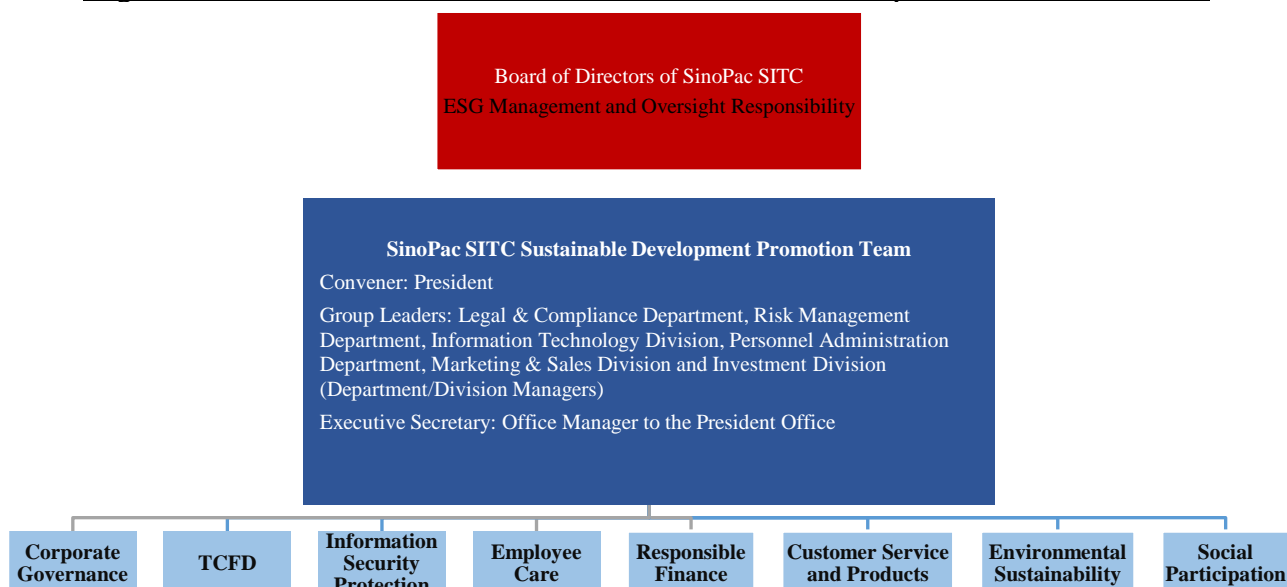 Board of Directors of SinoPac SITC
ESG Management and Oversight Responsibility
SinoPac SITC Sustainable Development Promotion Team
Convener: President
Group Leaders: Legal & Compliance Department, Risk Management
Department, Information Technology Division, Personnel Administration
Department, Marketing & Sales Division and Investment Division
(Department/Division Managers)
Executive Secretary: Office Manager to the President Office
Corporate
Governance
TCFD
Information
Security
Protection
Employee
Care
Responsible
Finance
Customer Service
and Products
Environmental
Sustainability
Social
Participation